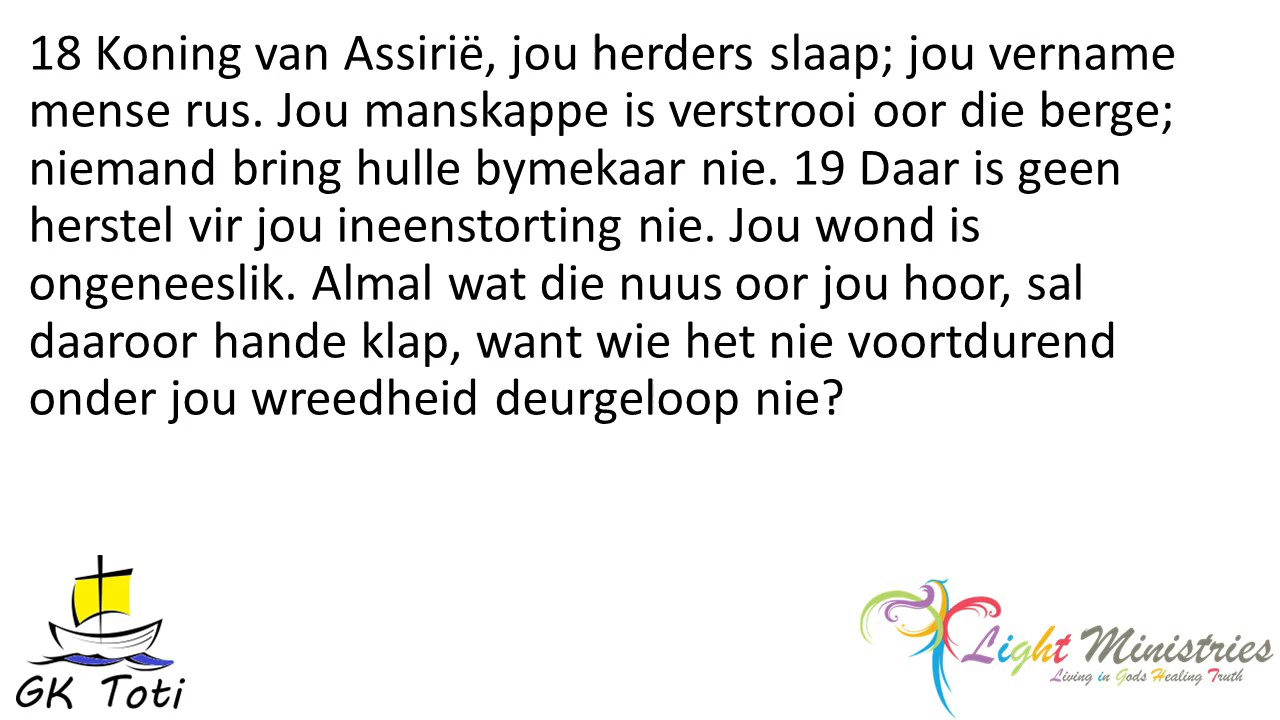 18 Koning van Assirië, jou herders slaap; jou vername
mense rus. Jou manskappe is verstrooi oor die berge;
niemand bring hulle bymekaar nie. 19 Daar is geen
herstel vir jou ineenstorting nie. Jou wond is
ongeneeslik. Almal wat die nuus oor jou hoor, sal
daaroor hande klap, want wie het nie voortdurend
onder jou wreedheid deurgeloop nie?
GK Toti
Light Ministries
Living in Gods Healing Truth